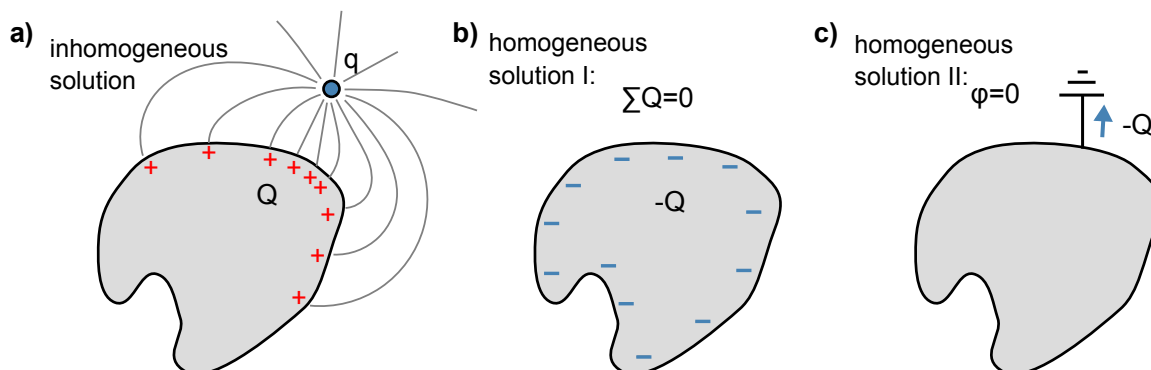 a) inhomogeneous
solution
q
Q
b) homogeneous
solution I:
∑Q=0
-Q
c) homogeneous
solution II:
φ=0
-Q